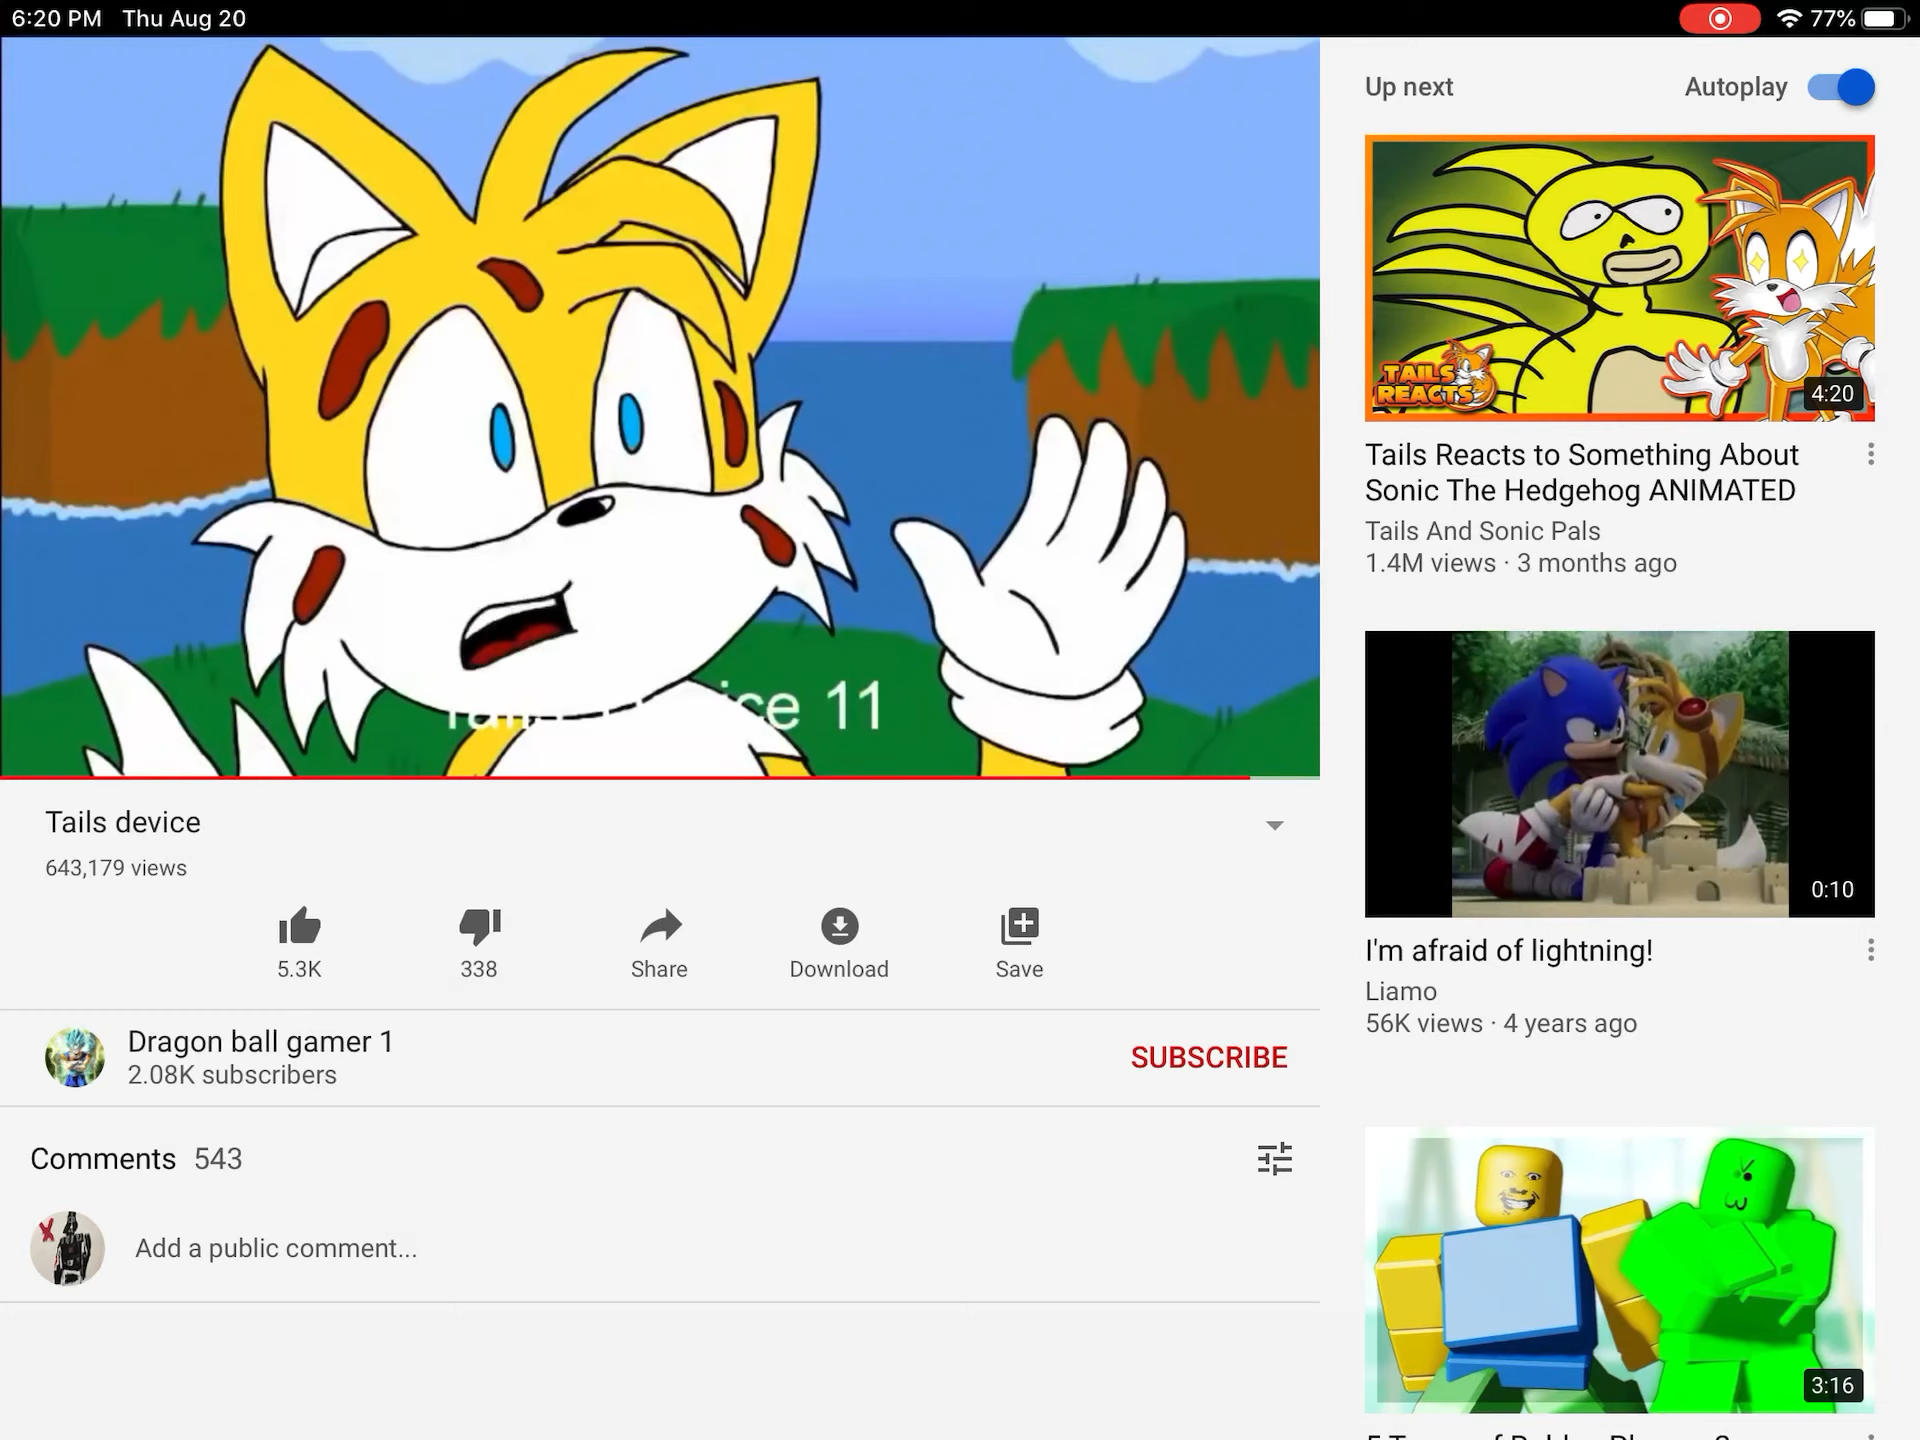 6:20 PM Thu Aug 20
77%
ice 11
Tails device
643,179 views
5.3K
338
Share
Download
Save
Dragon ball gamer 1
2.08K subscribers
SUBSCRIBE
Comments 543
Add a public comment...
Up next
Autoplay
TAILS
REACTS
4:20
Tails Reacts to Something About
Sonic The Hedgehog ANIMATED
Tails And Sonic Pals
1.4M views · 3 months ago
0:10
I'm afraid of lightning!
Liamo
56K views · 4 years ago
3:16